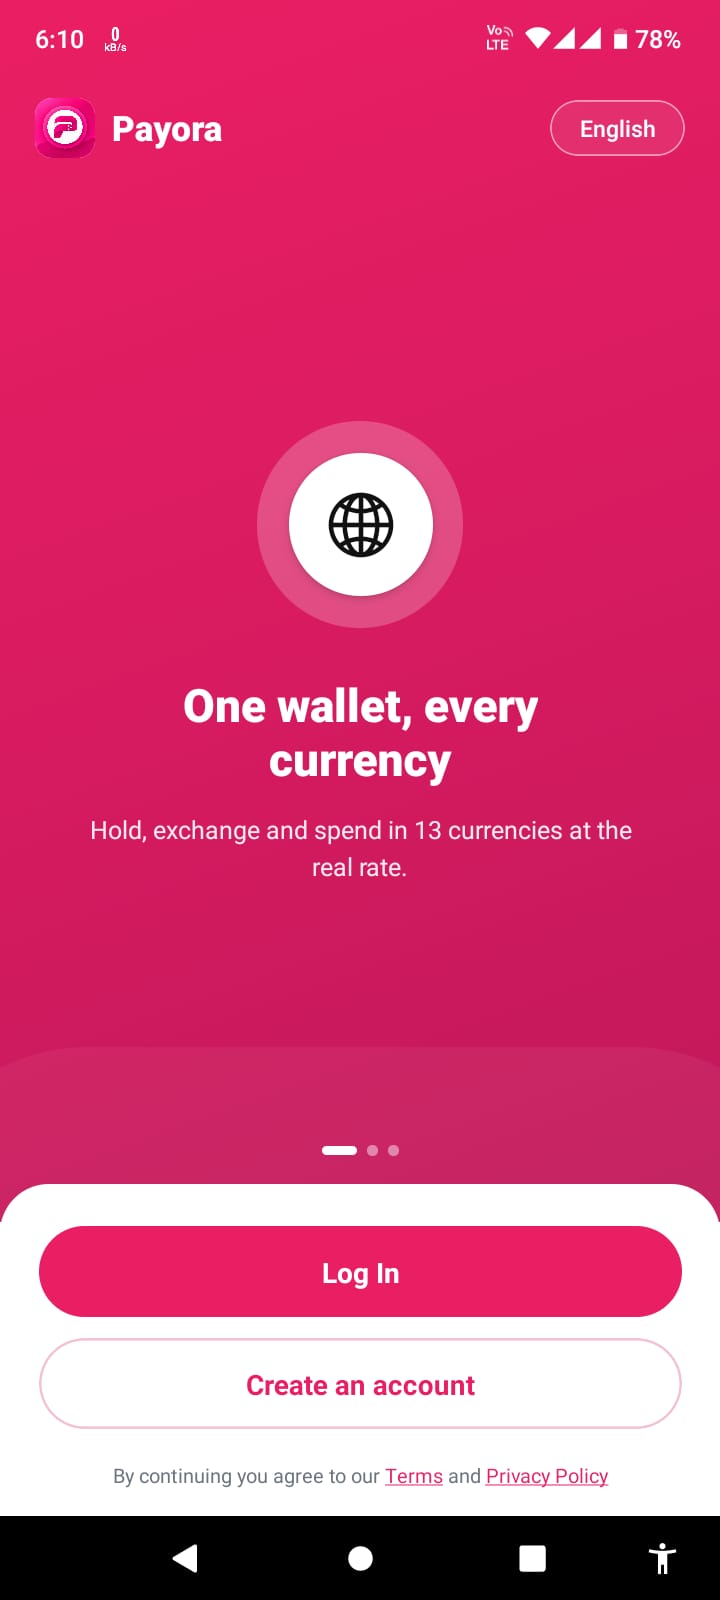 6:10
0
kB/s
Vo
LTE
78%
Payora
English
One wallet, every
currency
Hold, exchange and spend in 13 currencies at the
real rate.
Log In
Create an account
By continuing you agree to our Terms and Privacy Policy